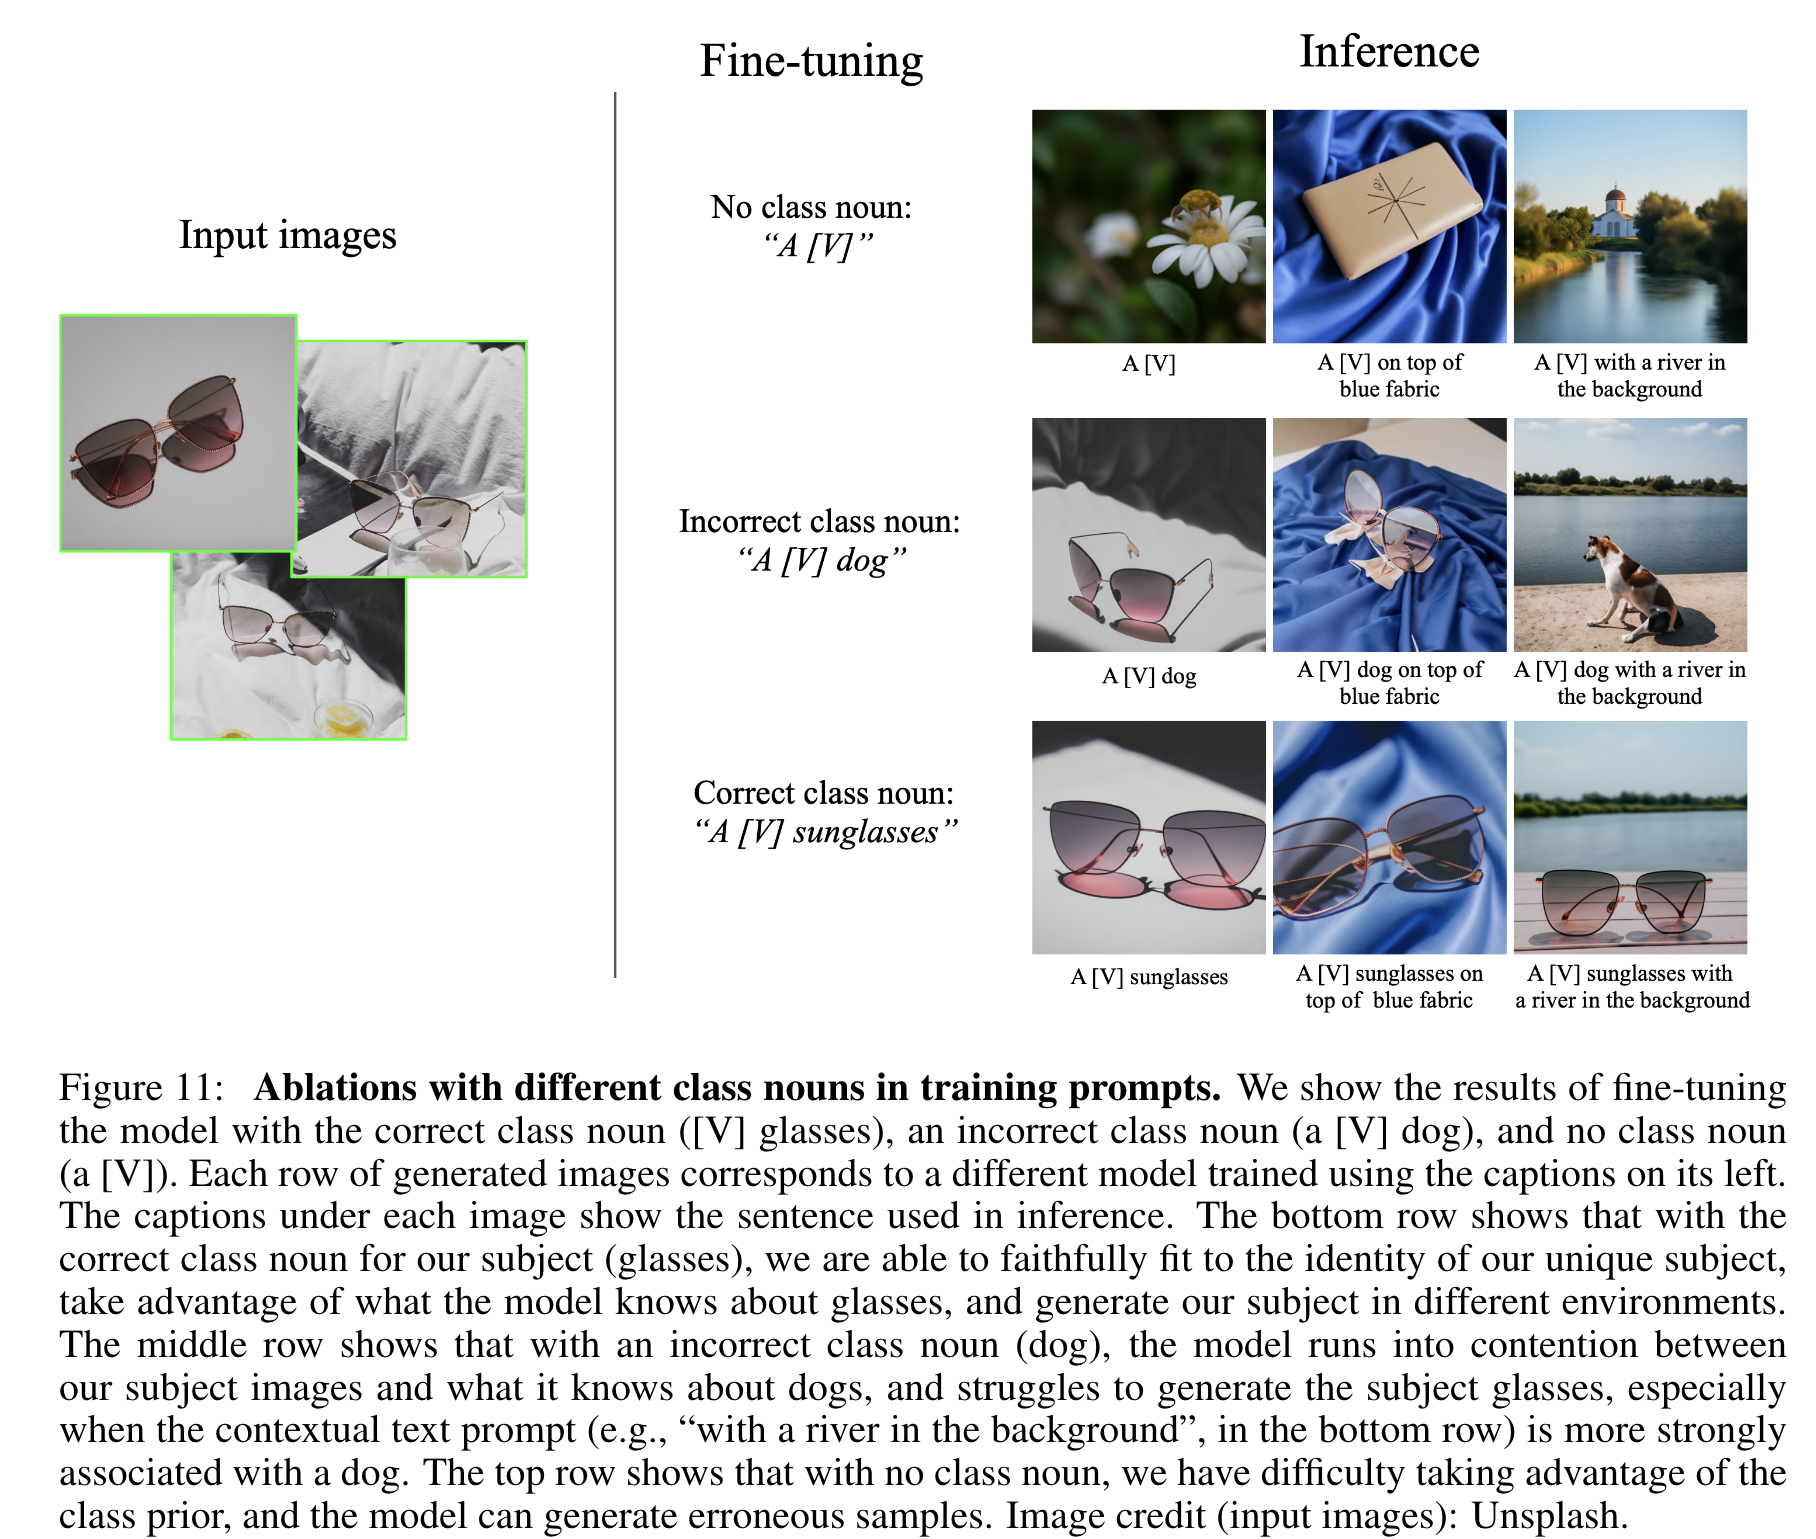 Fine-tuning
Inference
Input images
No class noun:
“A [V]”
A [V]
A [V] on top of
blue fabric
A [V] with a river in
the background
Incorrect class noun:
“A [V] dog”
A [V] dog
A [V] dog on top of
blue fabric
A [V] dog with a river in
the background
Correct class noun:
“A [V] sunglasses”
A [V] sunglasses
A [V] sunglasses on
top of blue fabric
A [V] sunglasses with
a river in the background
Figure 11: Ablations with different class nouns in training prompts. We show the results of fine-tuning
the model with the correct class noun ([V] glasses), an incorrect class noun (a [V] dog), and no class noun
(a [V]). Each row of generated images corresponds to a different model trained using the captions on its left.
The captions under each image show the sentence used in inference. The bottom row shows that with the
correct class noun for our subject (glasses), we are able to faithfully fit to the identity of our unique subject,
take advantage of what the model knows about glasses, and generate our subject in different environments.
The middle row shows that with an incorrect class noun (dog), the model runs into contention between
our subject images and what it knows about dogs, and struggles to generate the subject glasses, especially
when the contextual text prompt (e.g., “with a river in the background”, in the bottom row) is more strongly
associated with a dog. The top row shows that with no class noun, we have difficulty taking advantage of the
class prior, and the model can generate erroneous samples. Image credit (input images): Unsplash.